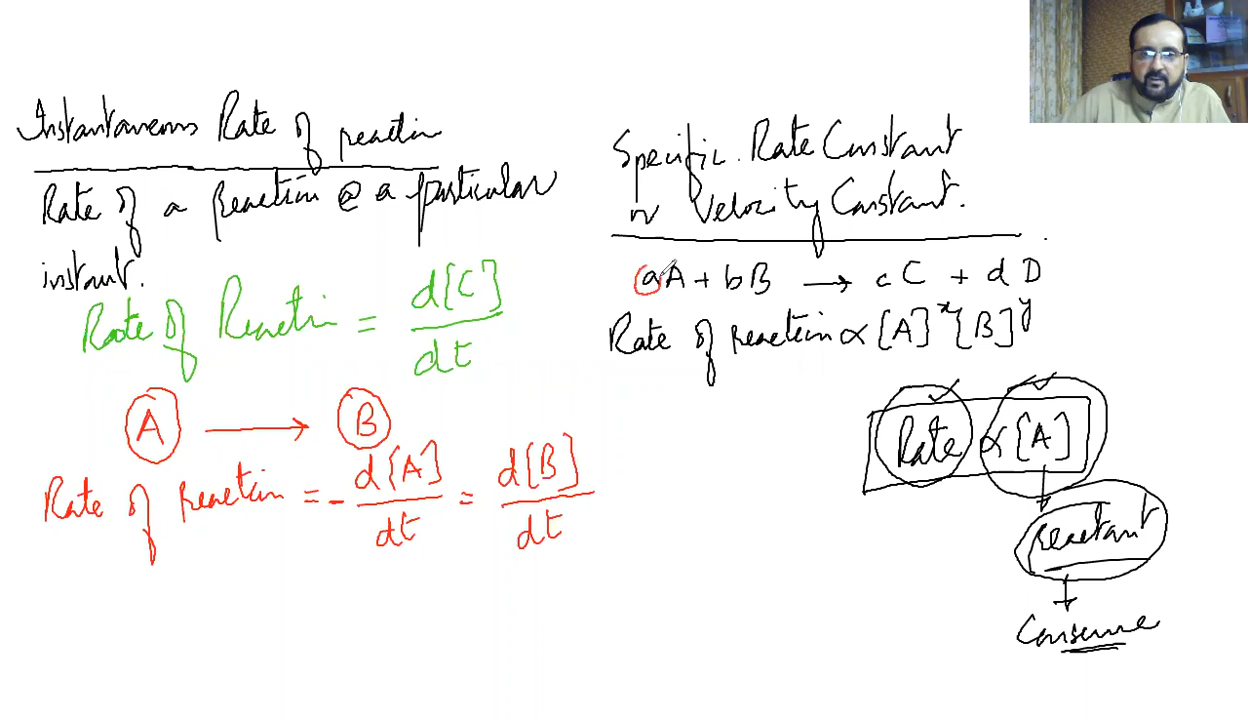 Instantaneous Rate of reaction
Rate of a reaction @ a particular
instant.
Rate of Reaction = d[C]/dt
A → B
Rate of reaction = - d[A]/dt = d[B]/dt
Specific Rate Constant
or Velocity Constant.
aA + bB → cC + dD
Rate of reaction ∝ [A]^x [B]^y
Rate ∝ [A]
reactant
Consume